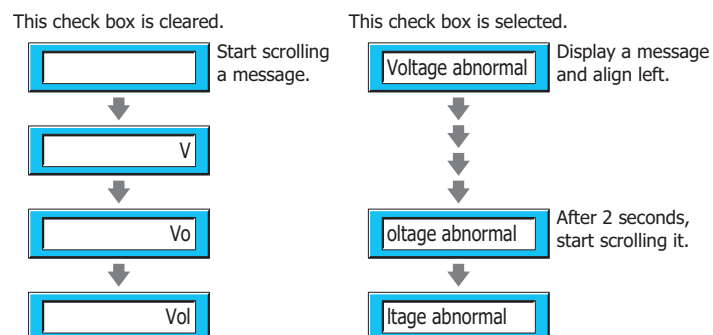 This check box is cleared.
Start scrolling
a message.
V
Vo
Vol
This check box is selected.
Voltage abnormal
Display a message
and align left.
oltage abnormal
After 2 seconds,
start scrolling it.
ltage abnormal